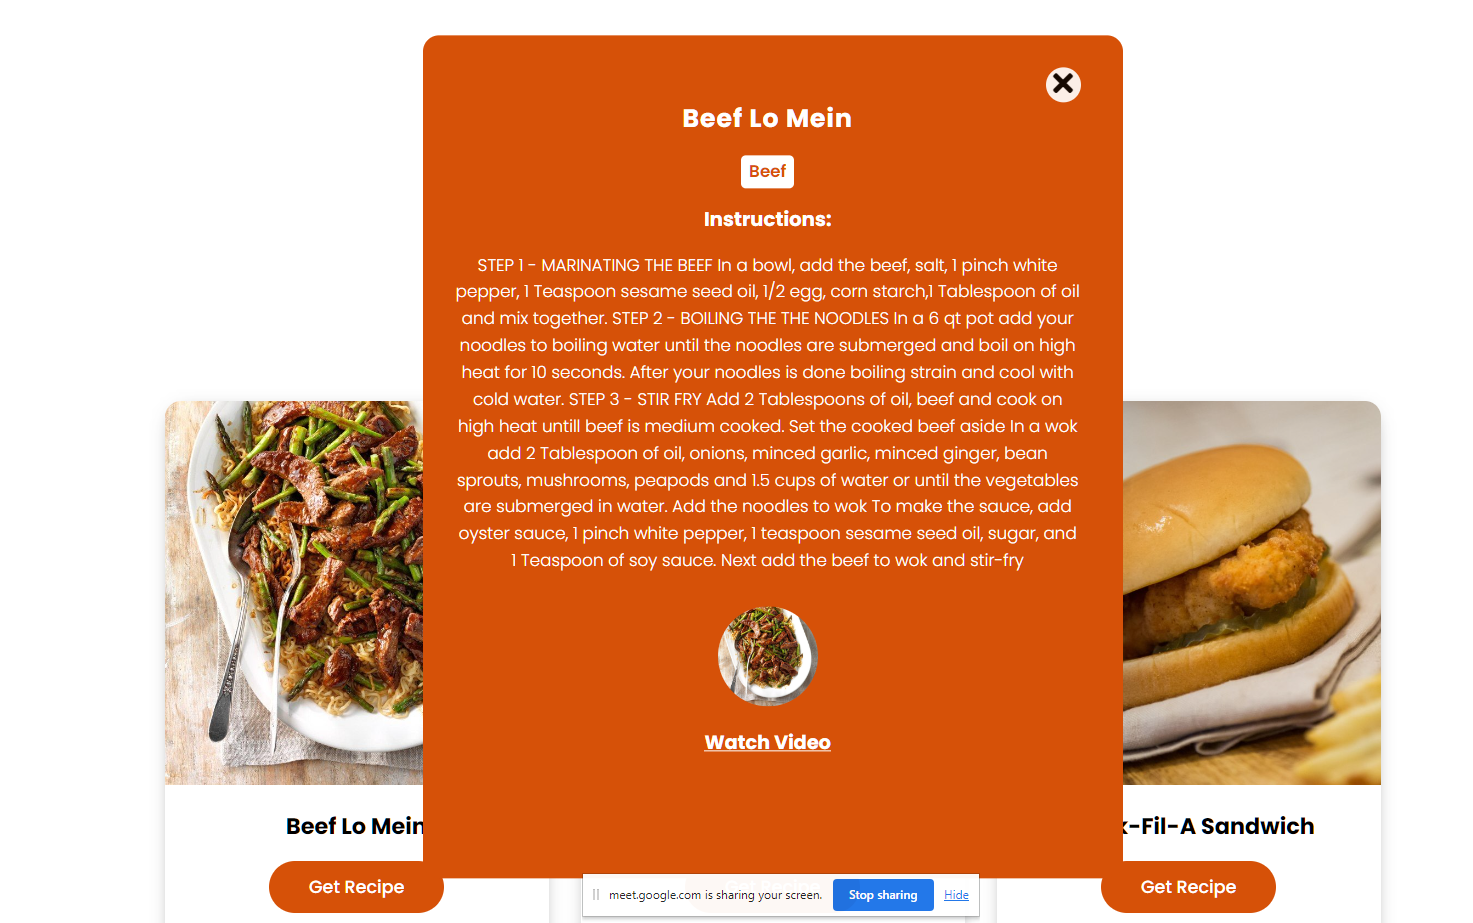 Beef Lo Mein
Beef
Instructions:
STEP 1 - MARINATING THE BEEF In a bowl, add the beef, salt, 1 pinch white
pepper, 1 Teaspoon sesame seed oil, 1/2 egg, corn starch,1 Tablespoon of oil
and mix together. STEP 2 - BOILING THE THE NOODLES In a 6 qt pot add your
noodles to boiling water until the noodles are submerged and boil on high
heat for 10 seconds. After your noodles is done boiling strain and cool with
cold water. STEP 3 - STIR FRY Add 2 Tablespoons of oil, beef and cook on
high heat untill beef is medium cooked. Set the cooked beef aside In a wok
add 2 Tablespoon of oil, onions, minced garlic, minced ginger, bean
sprouts, mushrooms, peapods and 1.5 cups of water or until the vegetables
are submerged in water. Add the noodles to wok To make the sauce, add
oyster sauce, 1 pinch white pepper, 1 teaspoon sesame seed oil, sugar, and
1 Teaspoon of soy sauce. Next add the beef to wok and stir-fry
Watch Video
Beef Lo Mein
k-Fil-A Sandwich
Get Recipe
Get Recipe
meet.google.com is sharing your screen.
Stop sharing
Hide